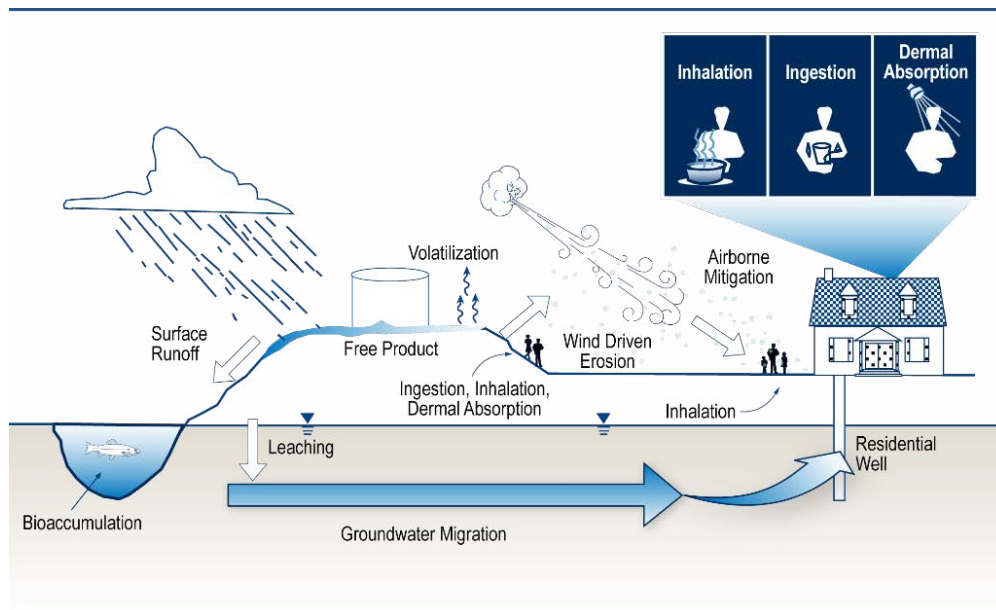 Inhalation
Ingestion
Dermal
Absorption
Volatilization
Airborne
Mitigation
Surface
Runoff
Free Product
Wind Driven
Erosion
Ingestion, Inhalation,
Dermal Absorption
Inhalation
Leaching
Residential
Well
Bioaccumulation
Groundwater Migration